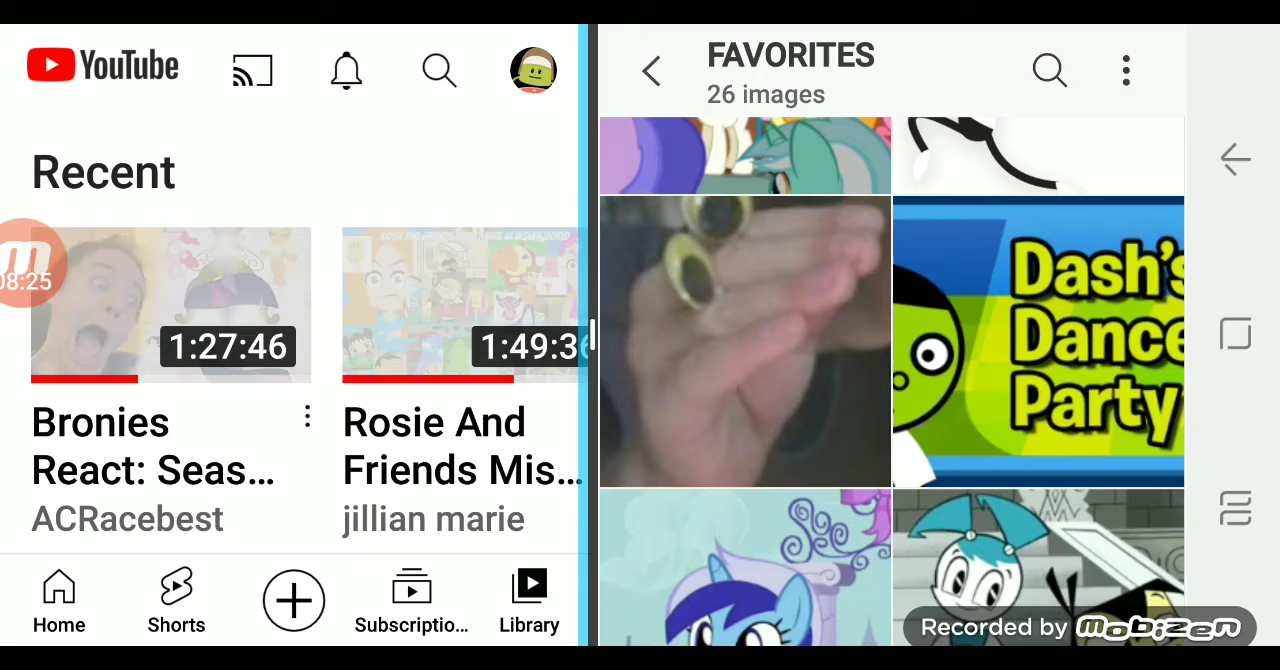 YouTube
Recent
08:25
1:27:46
1:49:36
Bronies
React: Seas...
ACRacebest
Rosie And
Friends Mis...
jillian marie
Home
Shorts
Subscriptio...
Library
FAVORITES
26 images
Dash's
Dance
Party
Recorded by mobizen